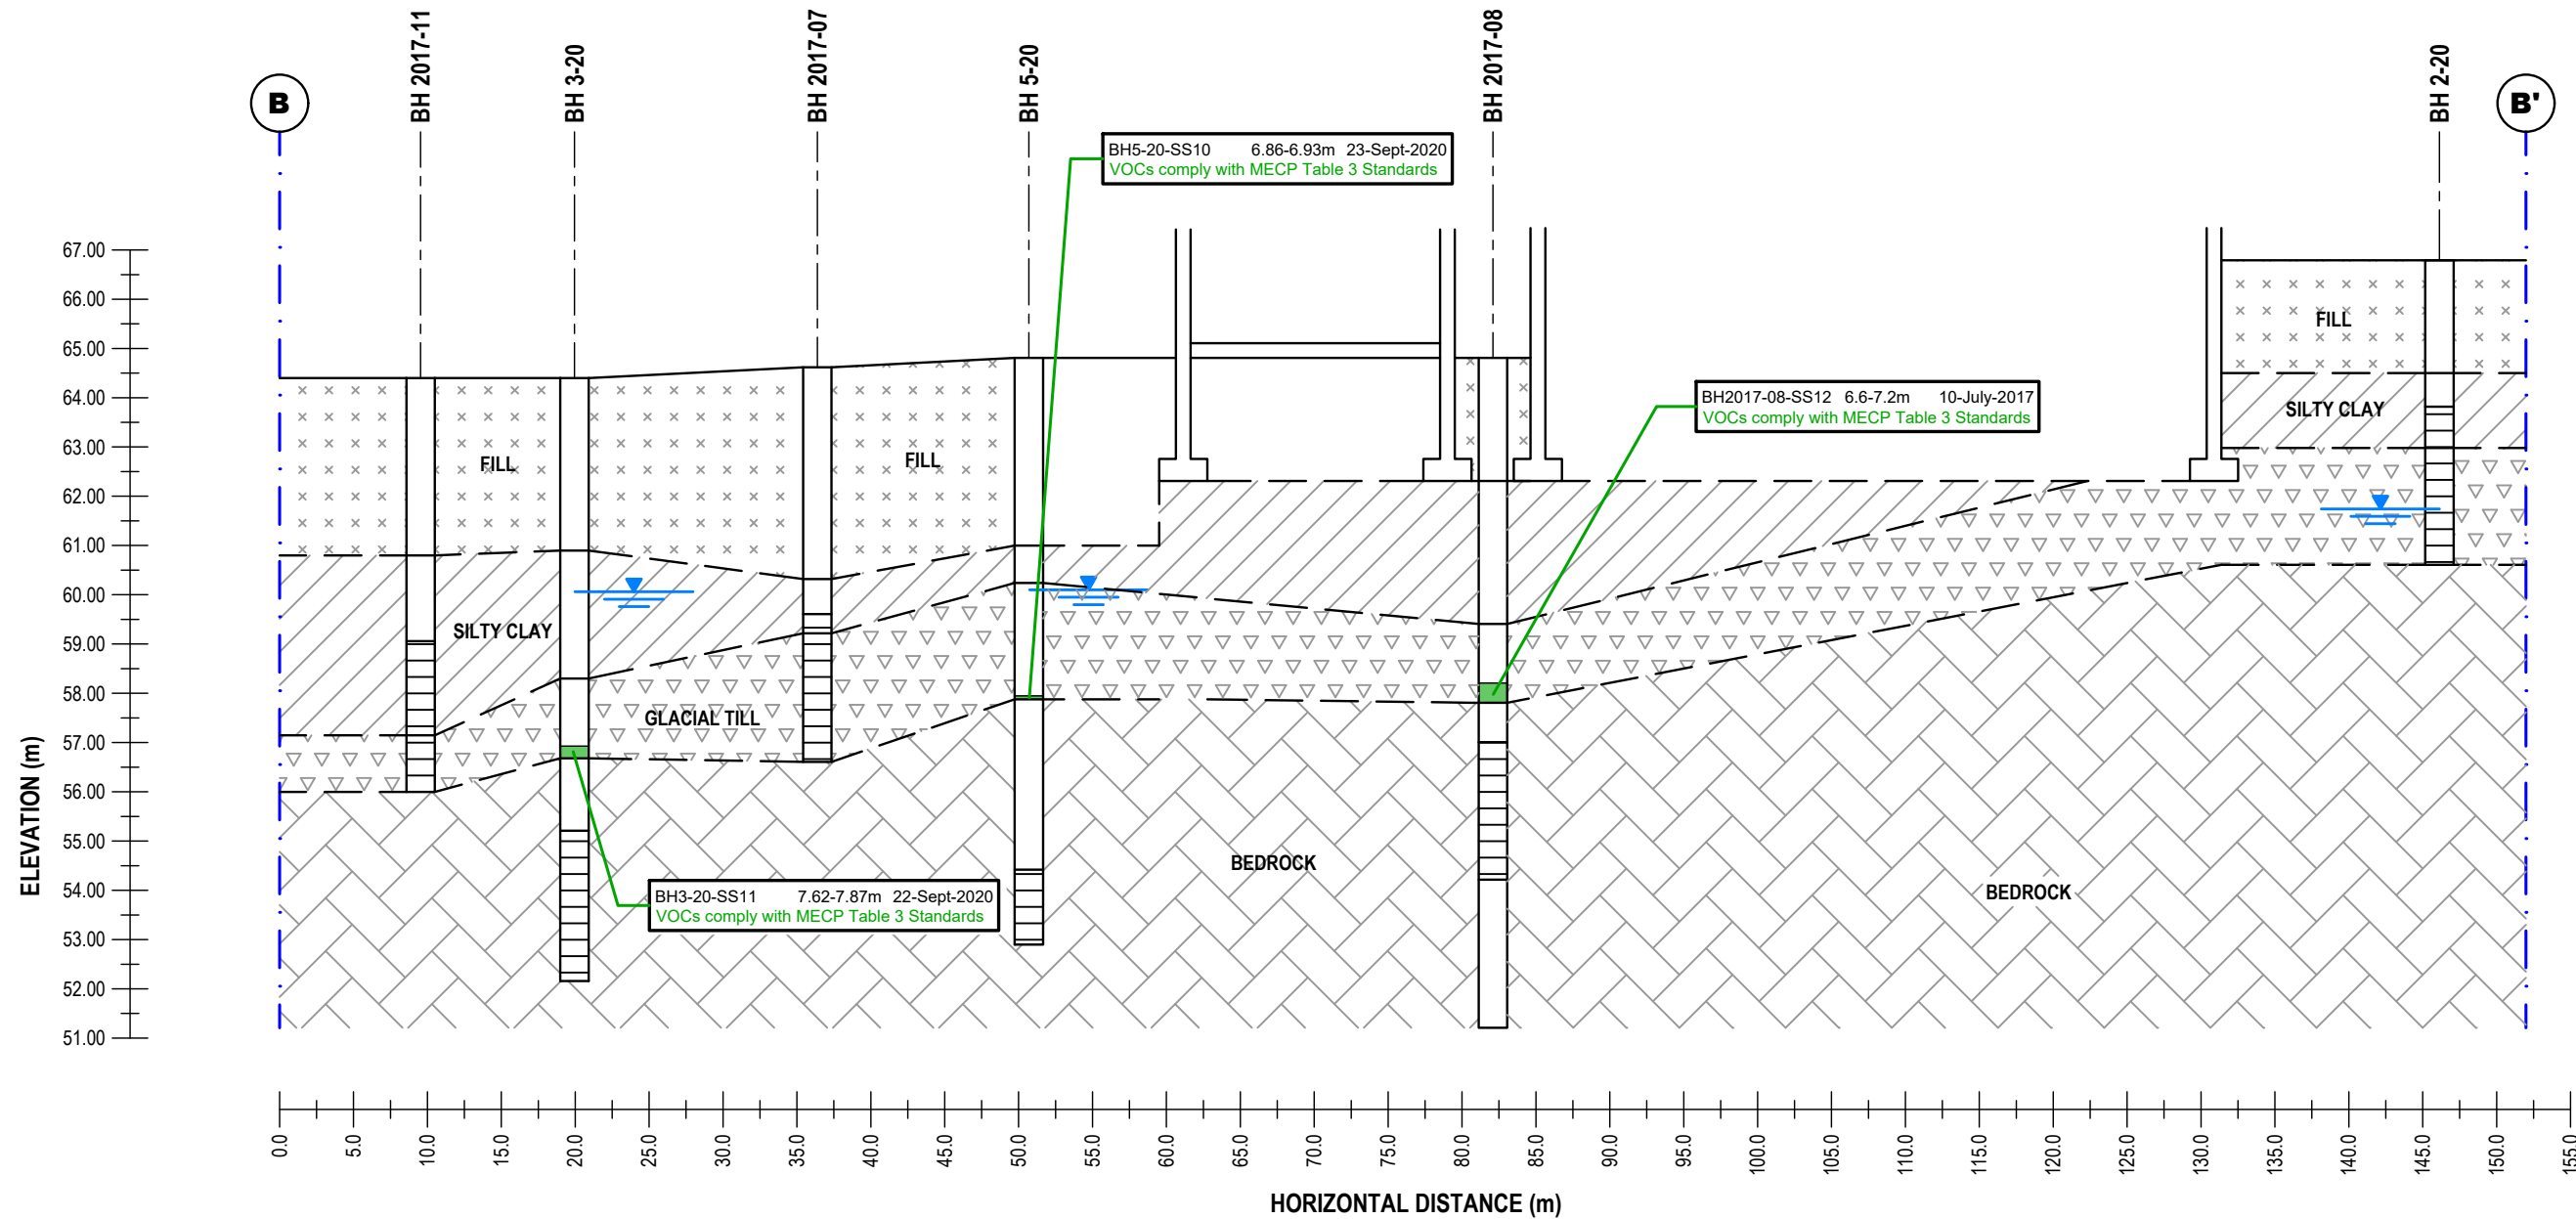 BH 2017-11
BH 3-20
BH 2017-07
BH 5-20
BH 2017-08
BH 2-20
B
B'
BH5-20-SS10 6.86-6.93m 23-Sept-2020
VOCs comply with MECP Table 3 Standards
BH2017-08-SS12 6.6-7.2m 10-July-2017
VOCs comply with MECP Table 3 Standards
BH3-20-SS11 7.62-7.87m 22-Sept-2020
VOCs comply with MECP Table 3 Standards
FILL
FILL
FILL
SILTY CLAY
SILTY CLAY
GLACIAL TILL
BEDROCK
BEDROCK
ELEVATION (m)
67.00
66.00
65.00
64.00
63.00
62.00
61.00
60.00
59.00
58.00
57.00
56.00
55.00
54.00
53.00
52.00
51.00
0.0
5.0
10.0
15.0
20.0
25.0
30.0
35.0
40.0
45.0
50.0
55.0
60.0
65.0
70.0
75.0
80.0
85.0
90.0
95.0
100.0
105.0
110.0
115.0
120.0
125.0
130.0
135.0
140.0
145.0
150.0
155.0
HORIZONTAL DISTANCE (m)